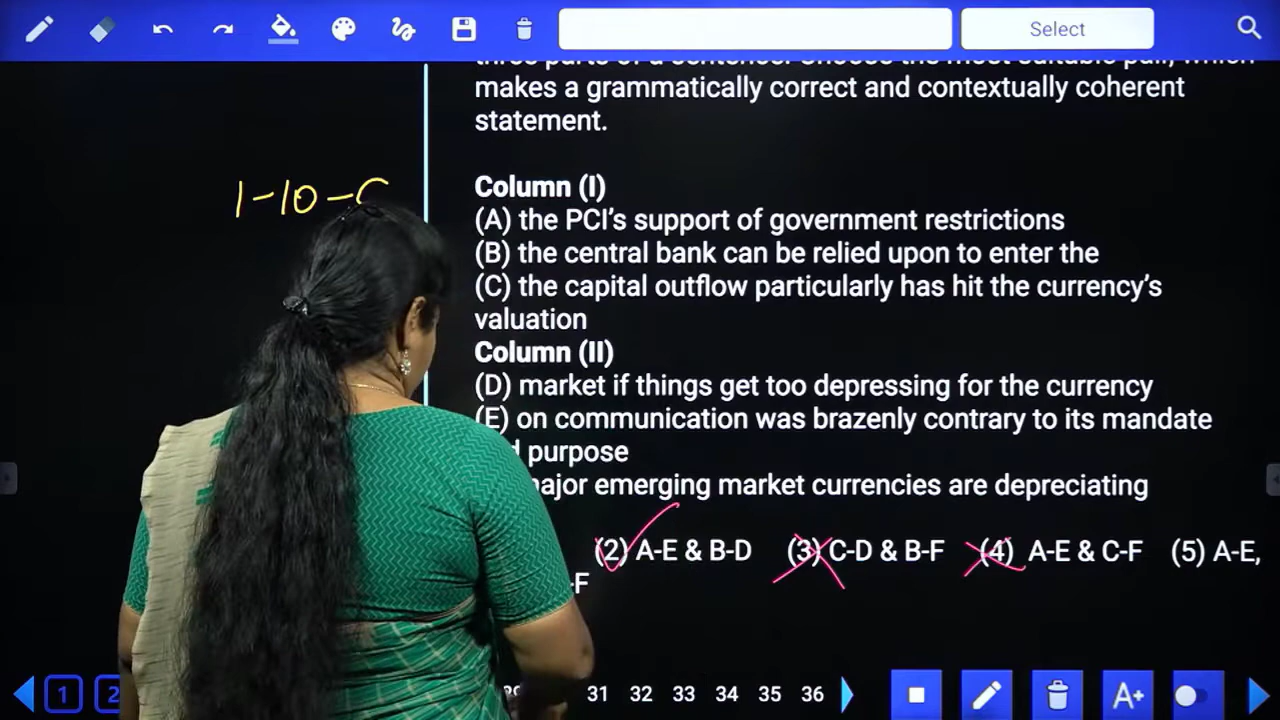 Select
makes a grammatically correct and contextually coherent
statement.
1-10-C
Column (I)
(A) the PCI's support of government restrictions
(B) the central bank can be relied upon to enter the
(C) the capital outflow particularly has hit the currency's
valuation
Column (II)
(D) market if things get too depressing for the currency
(E) on communication was brazenly contrary to its mandate
purpose
major emerging market currencies are depreciating
(2) A-E & B-D (3) C-D & B-F (4) A-E & C-F (5) A-E,
-F
1 2 31 32 33 34 35 36 A+